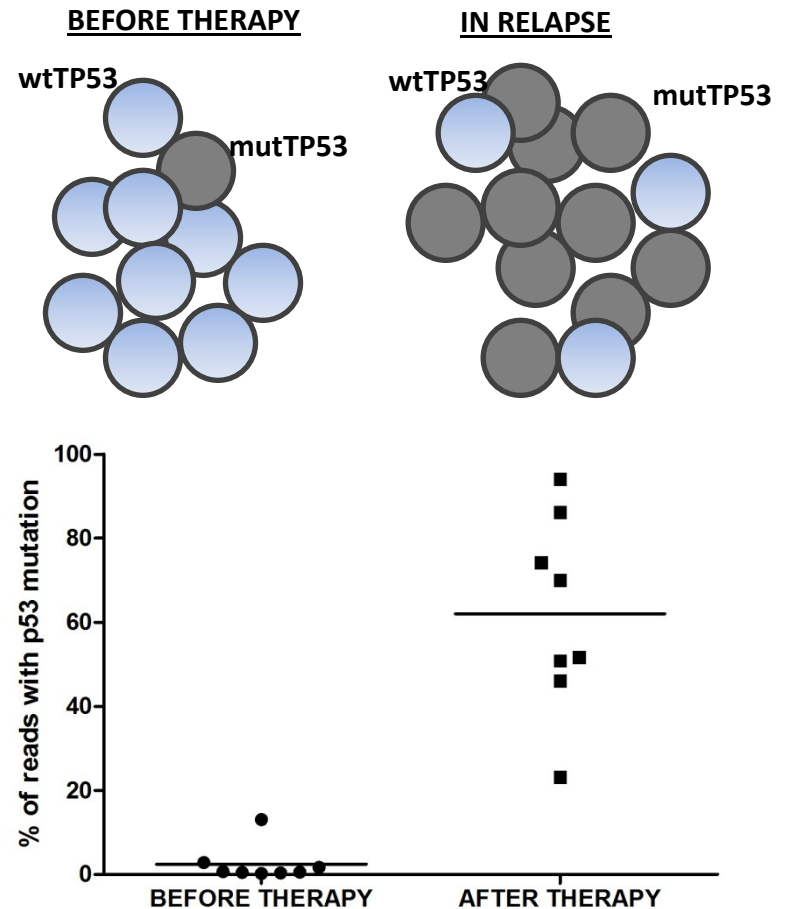 BEFORE THERAPY
IN RELAPSE
wtTP53
mutTP53
wtTP53
mutTP53
% of reads with p53 mutation
100
80
60
40
20
0
BEFORE THERAPY
AFTER THERAPY